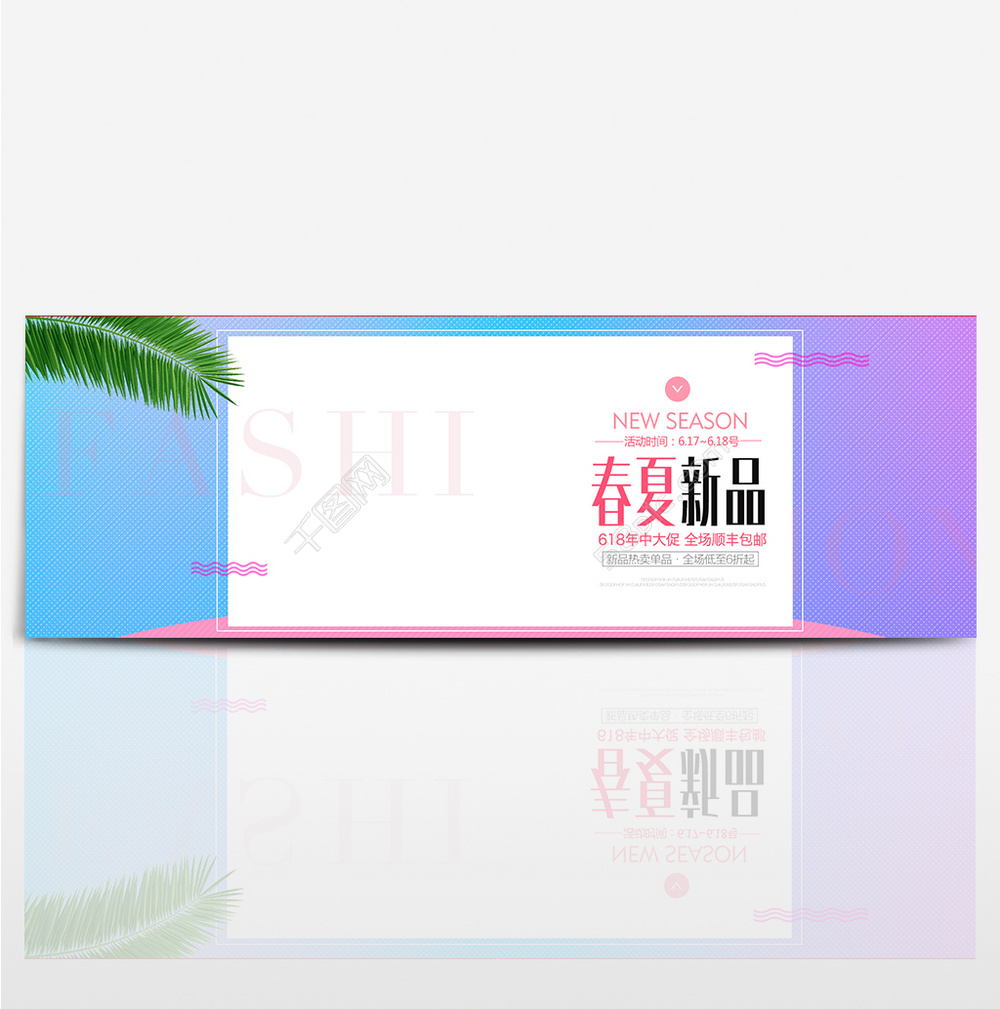 FASHI
ON
NEW SEASON
活动时间：6.17~6.18号
春夏新品
618年中大促 全场顺丰包邮
新品热卖单品·全场低至6折起
千图网